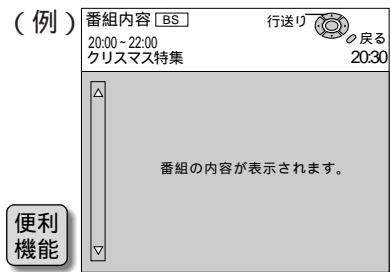 (例)
番組内容 BS 行送り
戻る
20:00~22:00
クリスマス特集 20:30
番組の内容が表示されます。
便利
機能